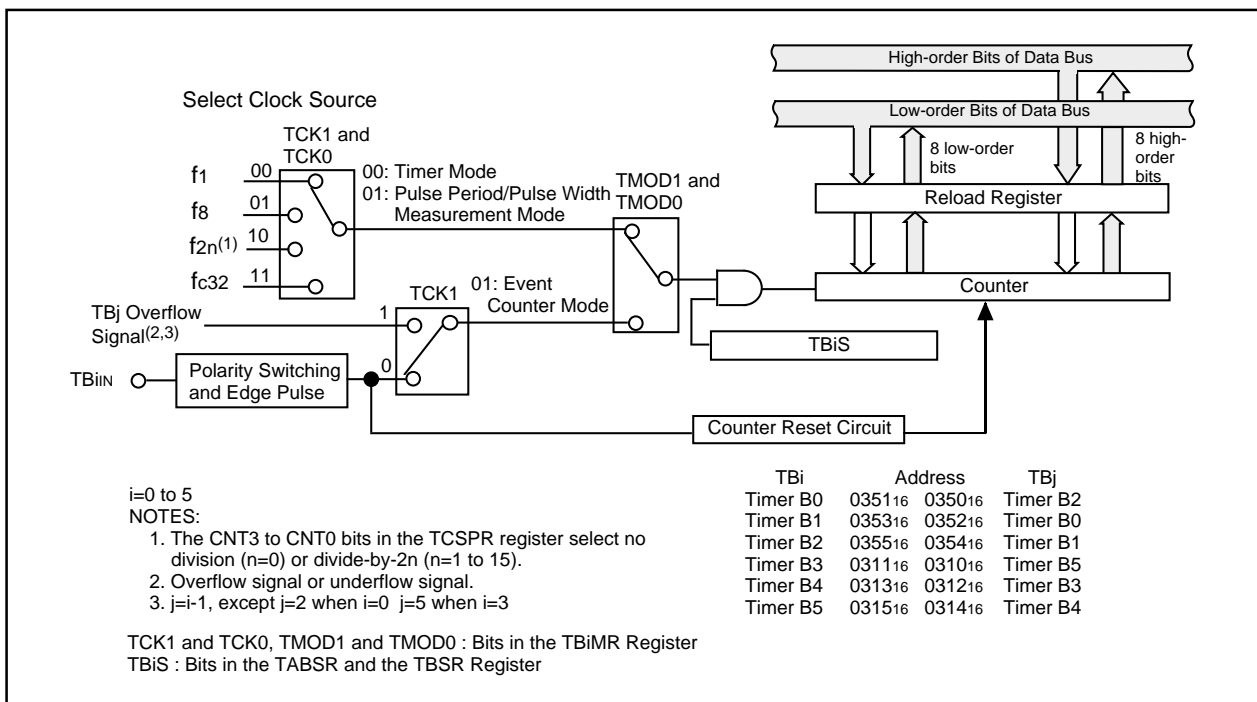 High-order Bits of Data Bus
Low-order Bits of Data Bus
Select Clock Source
TCK1 and
TCK0
8 low-order
bits
8 high-
order
bits
f1
00
f8
01
f2n(1)
10
fc32
11
00: Timer Mode
01: Pulse Period/Pulse Width
Measurement Mode
TMOD1 and
TMOD0
Reload Register
Counter
TCK1
01: Event
Counter Mode
TBj Overflow
Signal(2,3)
1
0
TBiS
TBiIN
Polarity Switching
and Edge Pulse
Counter Reset Circuit
TBi Address TBj
Timer B0 035116 035016 Timer B2
Timer B1 035316 035216 Timer B0
Timer B2 035516 035416 Timer B1
Timer B3 031116 031016 Timer B5
Timer B4 031316 031216 Timer B3
Timer B5 031516 031416 Timer B4
i=0 to 5
NOTES:
1. The CNT3 to CNT0 bits in the TCSPR register select no
division (n=0) or divide-by-2n (n=1 to 15).
2. Overflow signal or underflow signal.
3. j=i-1, except j=2 when i=0 j=5 when i=3
TCK1 and TCK0, TMOD1 and TMOD0 : Bits in the TBiMR Register
TBiS : Bits in the TABSR and the TBSR Register